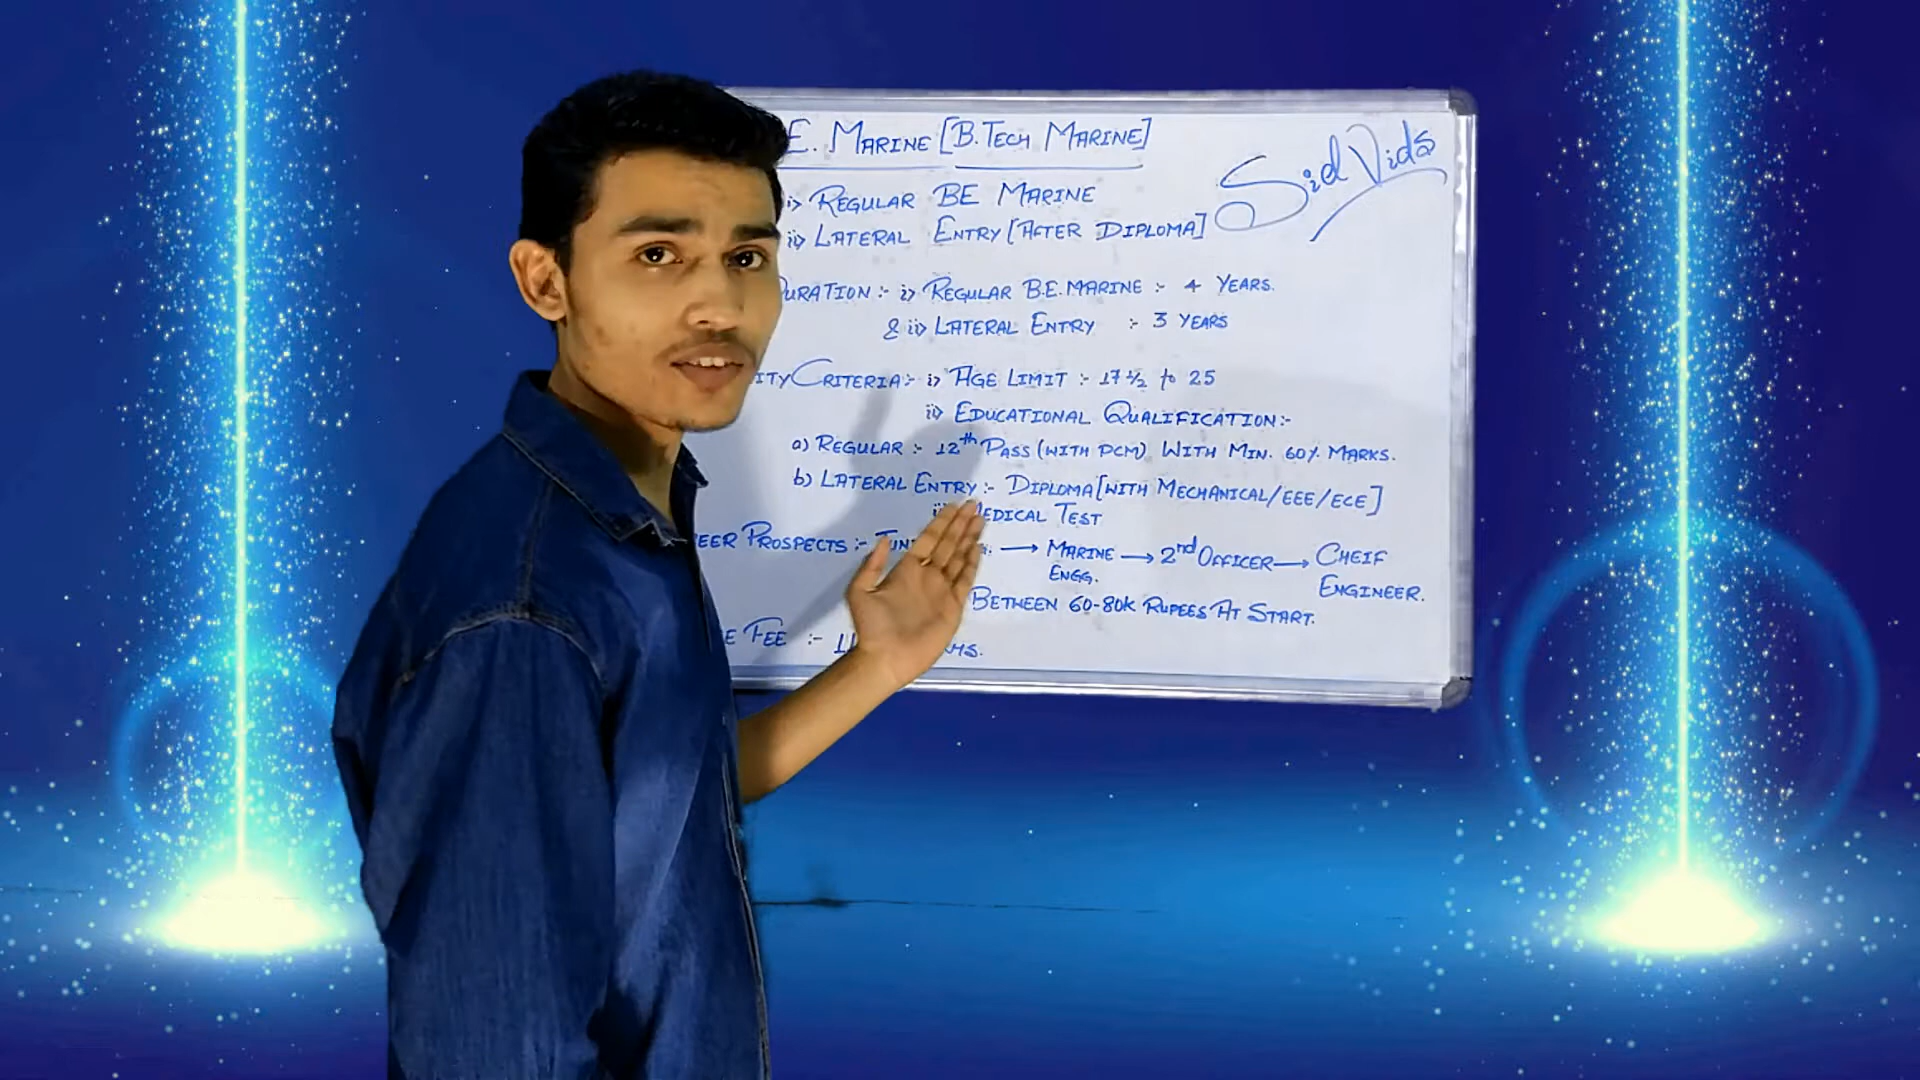 E. MARINE [B.TECH MARINE]
Sid Vids
i> REGULAR BE MARINE
ii> LATERAL ENTRY [AFTER DIPLOMA]
URATION :- i> REGULAR B.E. MARINE :- 4 YEARS.
& ii> LATERAL ENTRY :- 3 YEARS
ITY CRITERIA :- i> AGE LIMIT :- 17 1/2 to 25
ii> EDUCATIONAL QUALIFICATION :-
a) REGULAR :- 12th PASS (WITH PCM) WITH MIN. 60% MARKS.
b) LATERAL ENTRY :- DIPLOMA [WITH MECHANICAL/EEE/ECE]
EDICAL TEST
EER PROSPECTS :- JUN → MARINE ENGG. → 2nd OFFICER → CHEIF ENGINEER.
BETWEEN 60-80K RUPEES AT START.
E FEE :-